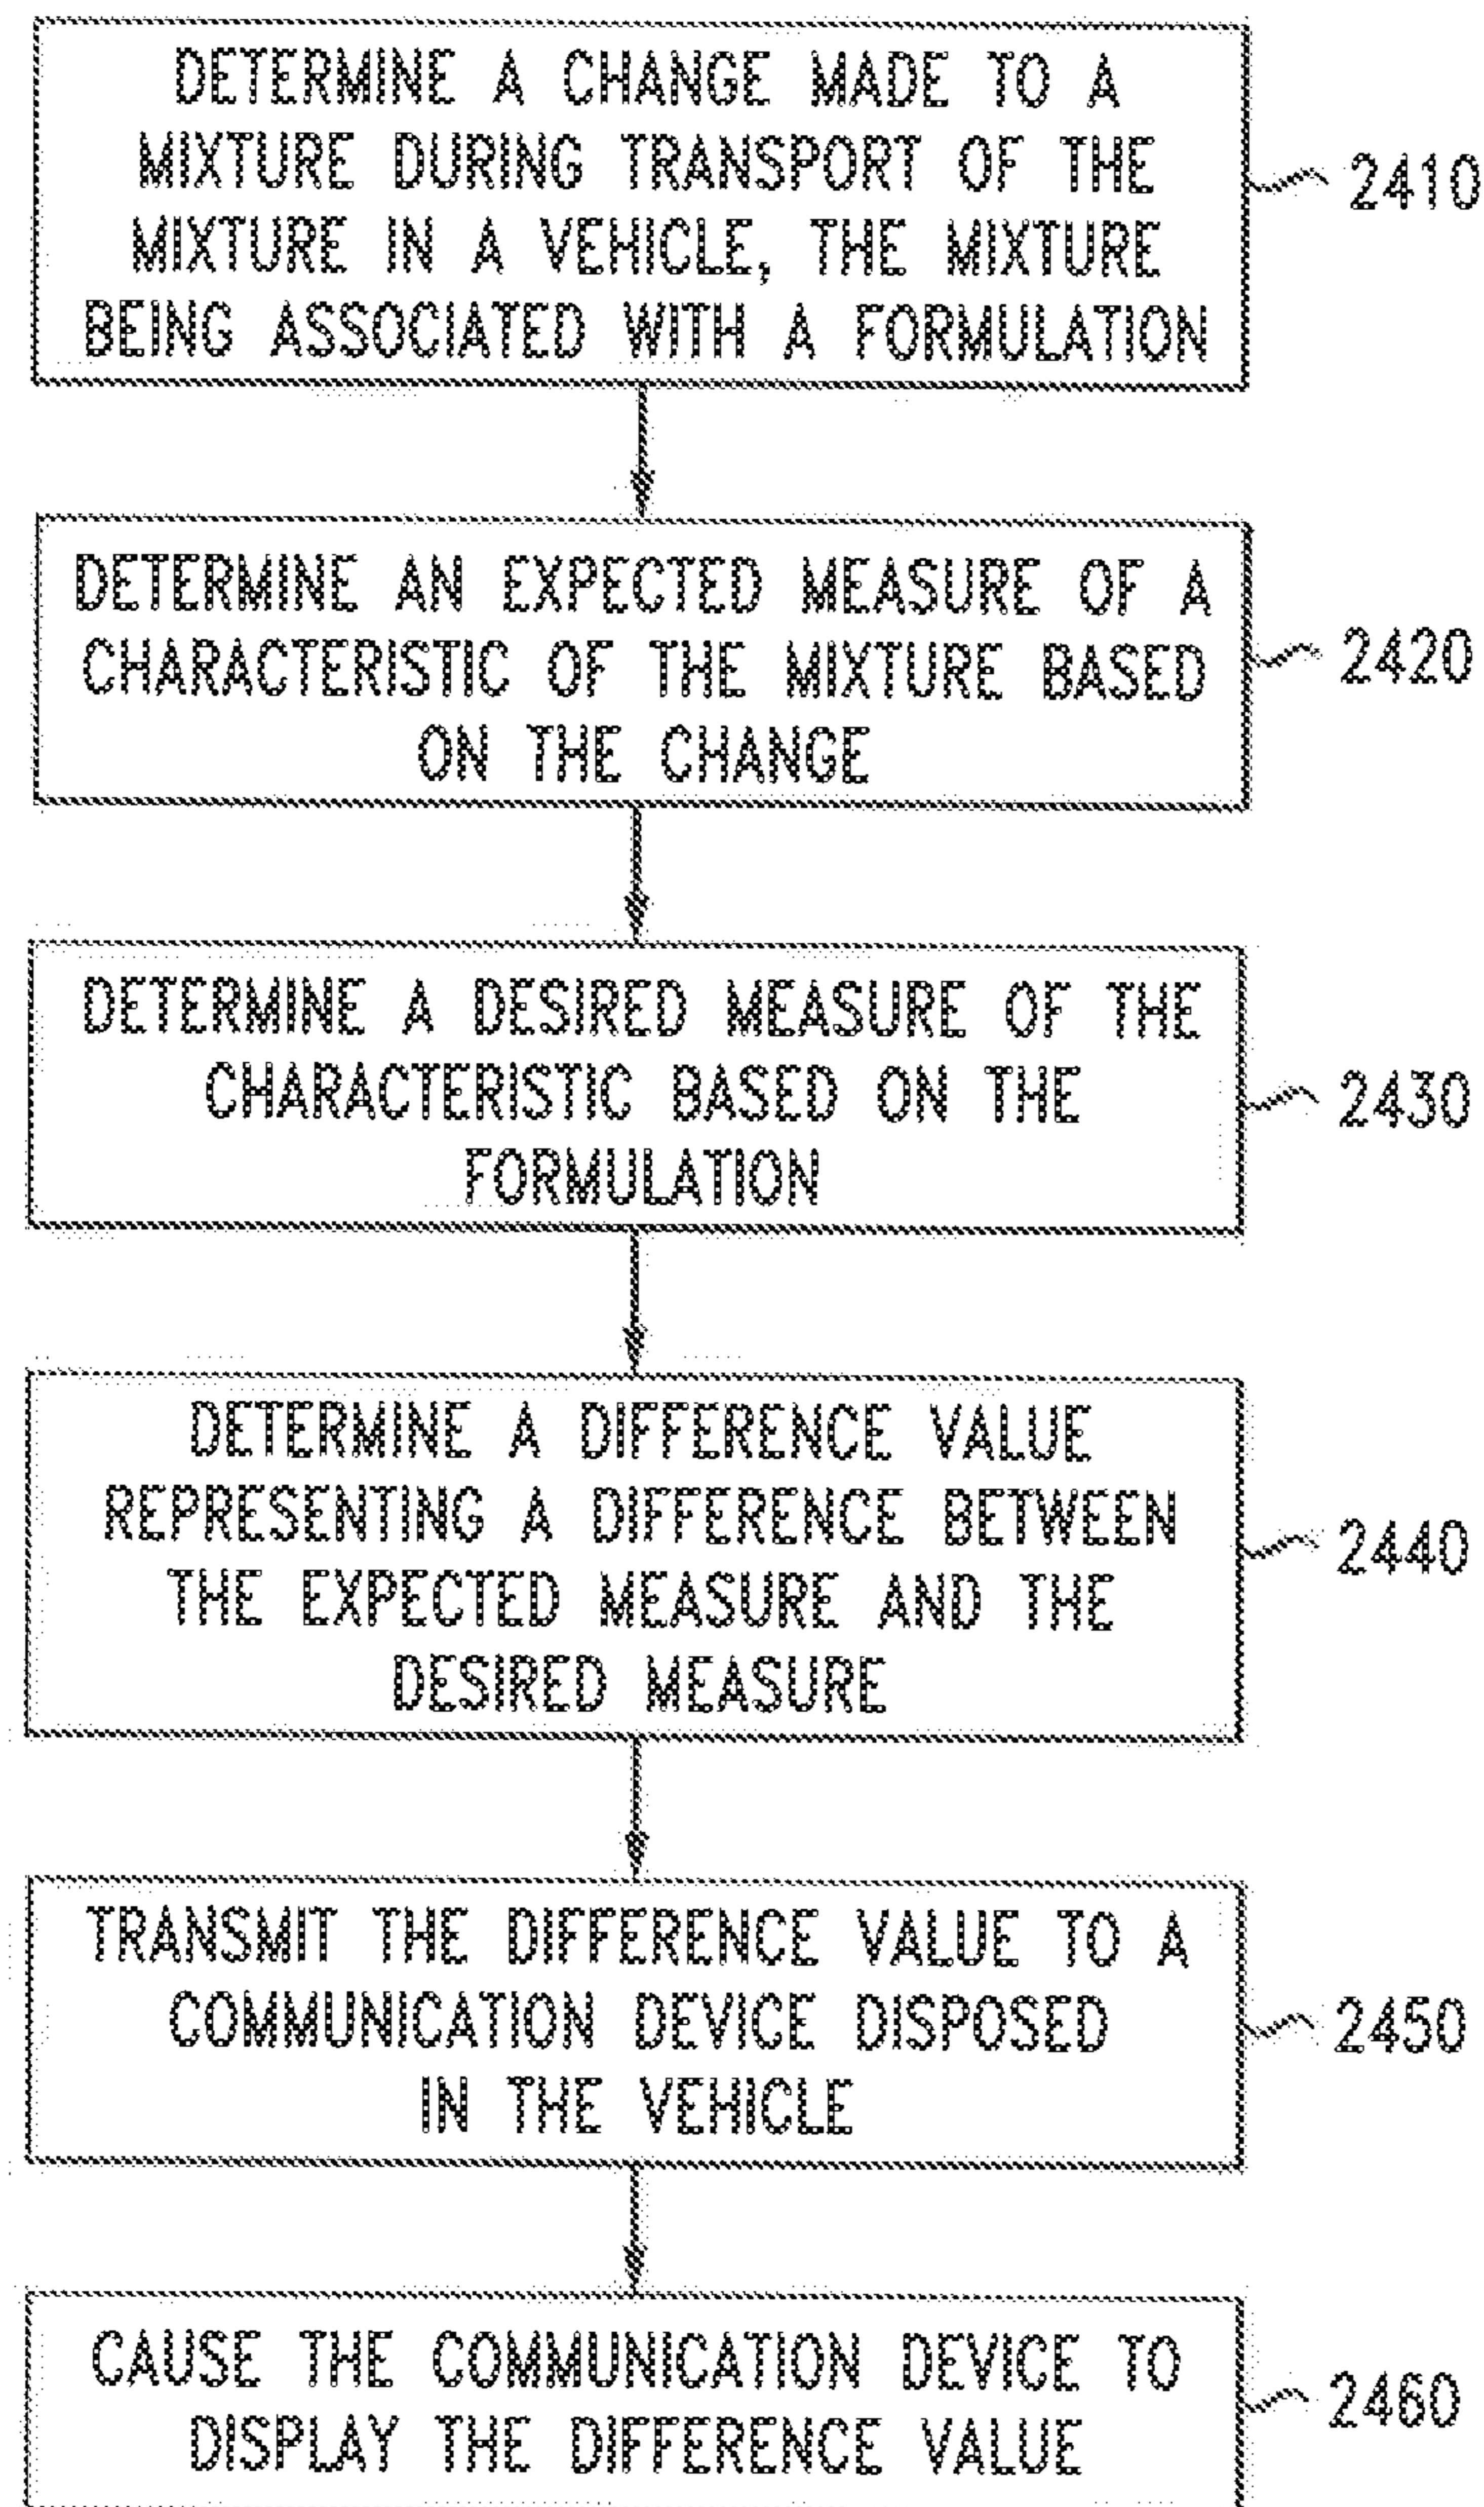 DETERMINE A CHANGE MADE TO A
MIXTURE DURING TRANSPORT OF THE
MIXTURE IN A VEHICLE, THE MIXTURE
BEING ASSOCIATED WITH A FORMULATION
2410
DETERMINE AN EXPECTED MEASURE OF A
CHARACTERISTIC OF THE MIXTURE BASED
ON THE CHANGE
2420
DETERMINE A DESIRED MEASURE OF THE
CHARACTERISTIC BASED ON THE
FORMULATION
2430
DETERMINE A DIFFERENCE VALUE
REPRESENTING A DIFFERENCE BETWEEN
THE EXPECTED MEASURE AND THE
DESIRED MEASURE
2440
TRANSMIT THE DIFFERENCE VALUE TO A
COMMUNICATION DEVICE DISPOSED
IN THE VEHICLE
2450
CAUSE THE COMMUNICATION DEVICE TO
DISPLAY THE DIFFERENCE VALUE
2460